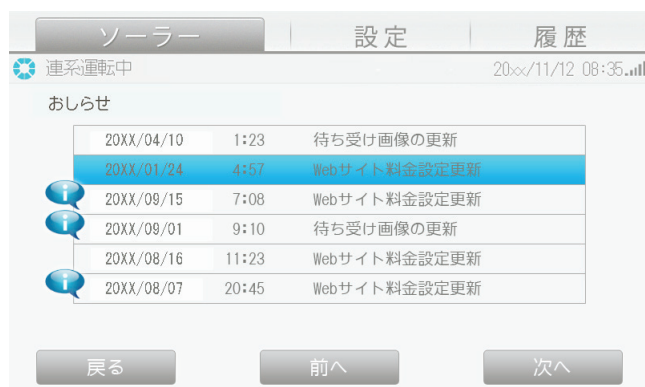 ソーラー 設定 履歴
連系運転中 20xx/11/12 08:35
おしらせ
20XX/04/10 1:23 待ち受け画像の更新
20XX/01/24 4:57 Webサイト料金設定更新
20XX/09/15 7:08 Webサイト料金設定更新
20XX/09/01 9:10 待ち受け画像の更新
20XX/08/16 11:23 Webサイト料金設定更新
20XX/08/07 20:45 Webサイト料金設定更新
戻る 前へ 次へ